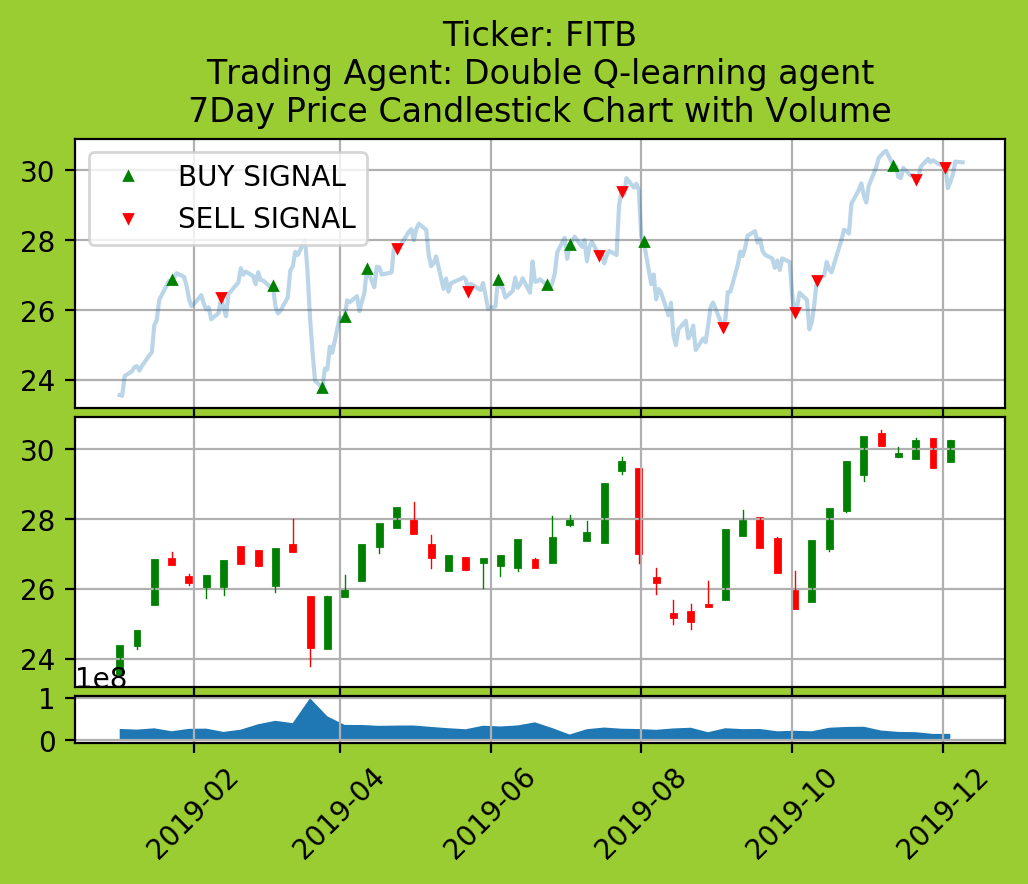 Ticker: FITB
Trading Agent: Double Q-learning agent
7Day Price Candlestick Chart with Volume
BUY SIGNAL
SELL SIGNAL
30
28
26
24
30
28
26
24
1e8
1
0
2019-02
2019-04
2019-06
2019-08
2019-10
2019-12